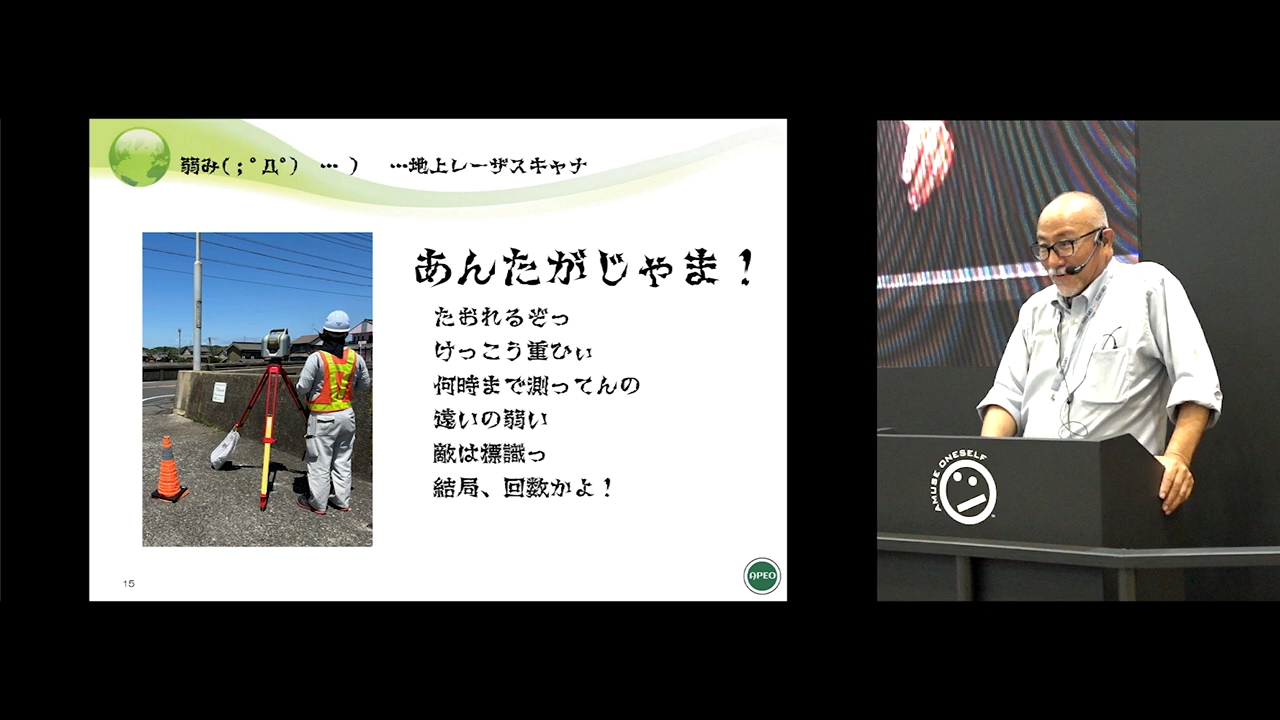 弱み(；ﾟДﾟ)　…）　…地上レーザスキャナ
あんたがじゃま！
たおれるぞっ
けっこう重ひぃ
何時まで測ってんの
遠いの弱い
敵は標識っ
結局、回数かよ！
15
APEO
AMUSE ONESELF